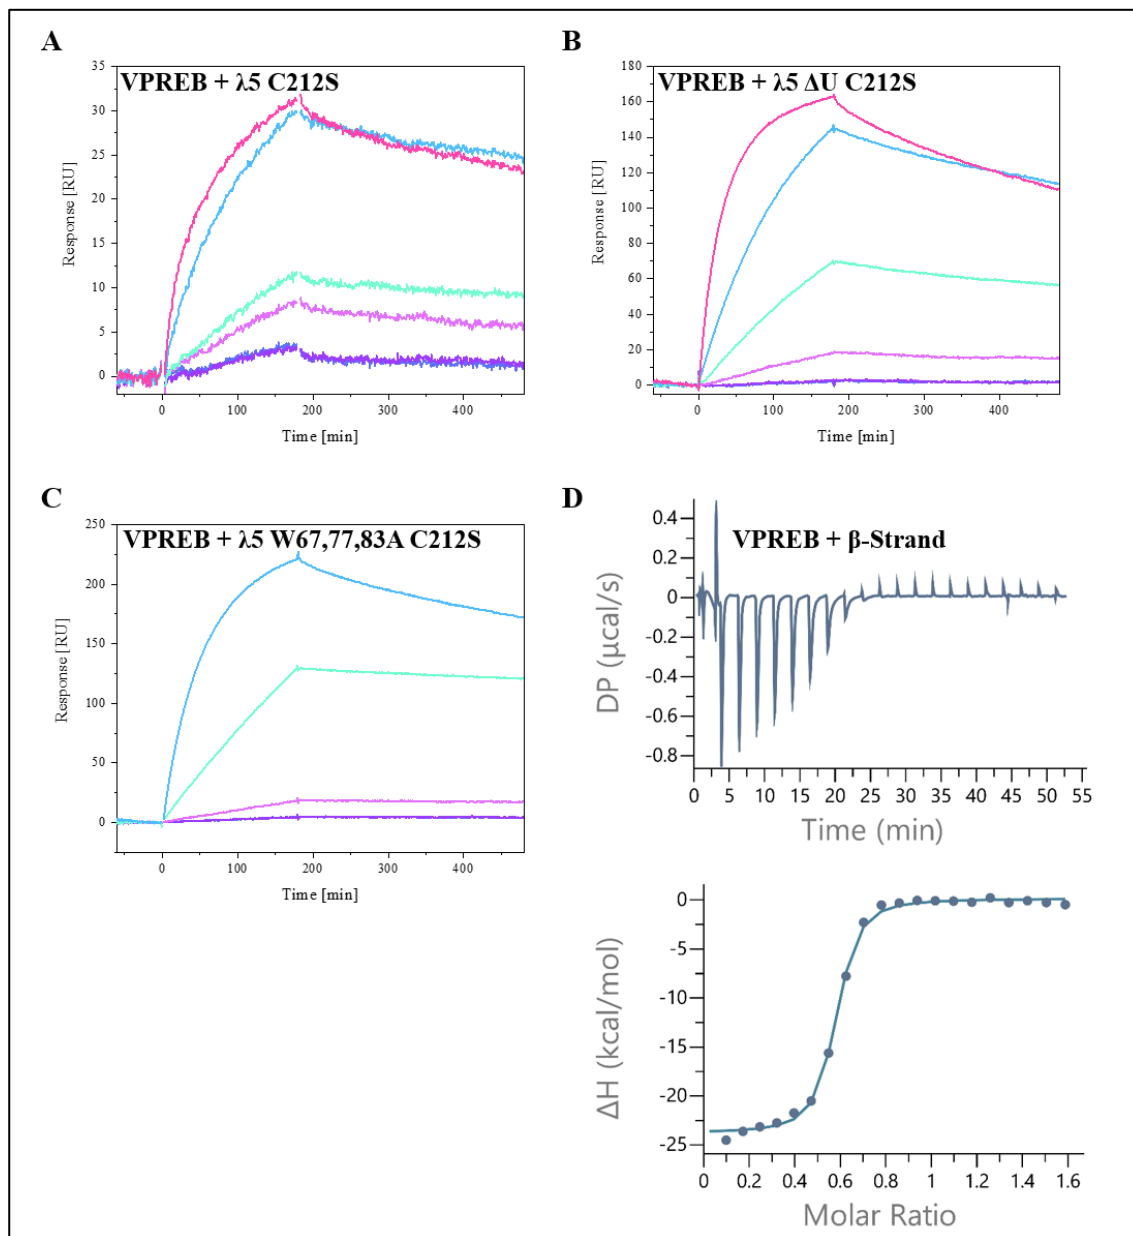 A
VPREB + λ5 C212S
35
30
25
20
15
10
5
0
Response [RU]
0 100 200 300 400
Time [min]
B
VPREB + λ5 ΔU C212S
180
160
140
120
100
80
60
40
20
0
Response [RU]
0 100 200 300 400
Time [min]
C
VPREB + λ5 W67,77,83A C212S
250
200
150
100
50
0
Response [RU]
0 100 200 300 400
Time [min]
D
VPREB + β-Strand
0.4
0.2
0
-0.2
-0.4
-0.6
-0.8
DP (µcal/s)
0 5 10 15 20 25 30 35 40 45 50 55
Time (min)
0
-5
-10
-15
-20
-25
ΔH (kcal/mol)
0 0.2 0.4 0.6 0.8 1 1.2 1.4 1.6
Molar Ratio